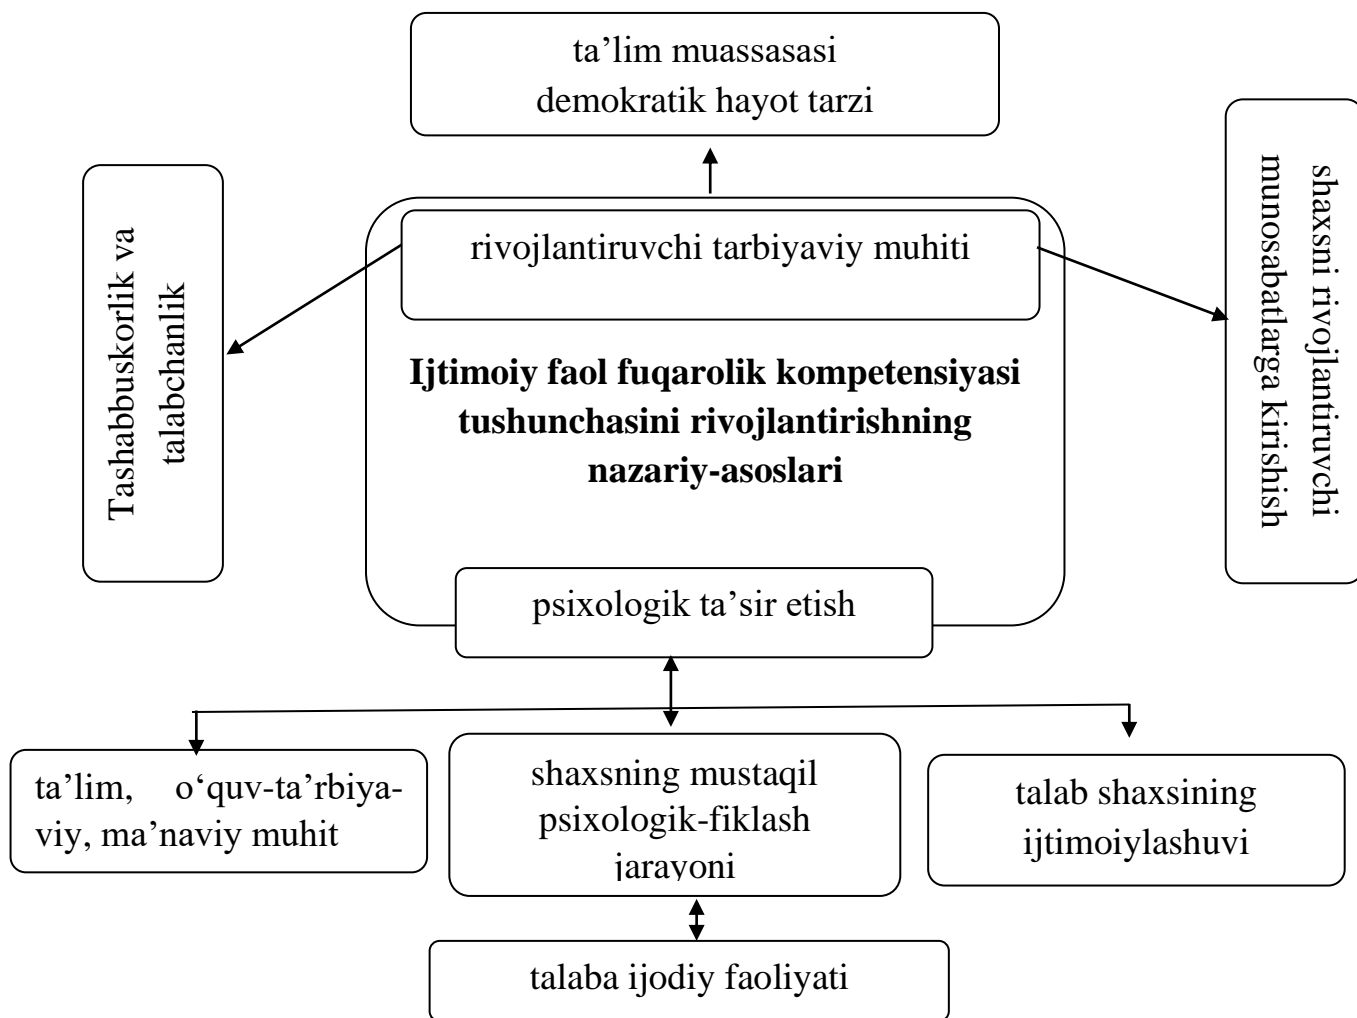 ta’lim muassasasi
demokratik hayot tarzi
Tashabbuskorlik va
talabchanlik
rivojlantiruvchi tarbiyaviy muhiti
shaxsni rivojlantiruvchi
munosabatlarga kirishish
Ijtimoiy faol fuqarolik kompetensiyasi
tushunchasini rivojlantirishning
nazariy-asoslari
psixologik ta’sir etish
ta’lim, o‘quv-ta’rbiya-
viy, ma’naviy muhit
shaxsning mustaqil
psixologik-fiklash
jarayoni
talab shaxsining
ijtimoiylashuvi
talaba ijodiy faoliyati